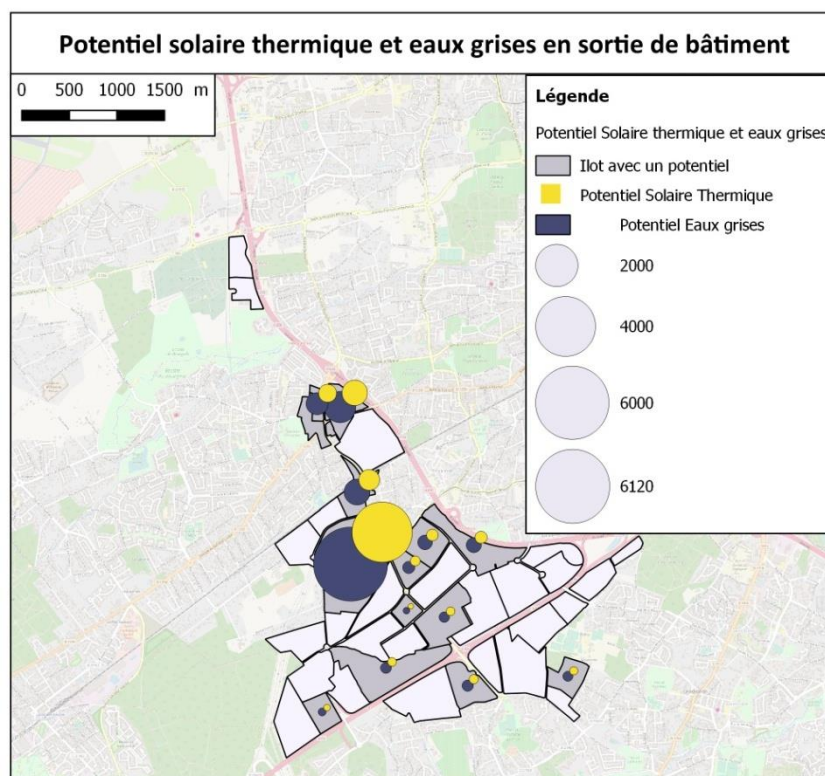 Potentiel solaire thermique et eaux grises en sortie de bâtiment
0 500 1000 1500 m
Légende
Potentiel Solaire thermique et eaux grises
Ilot avec un potentiel
Potentiel Solaire Thermique
Potentiel Eaux grises
2000
4000
6000
6120